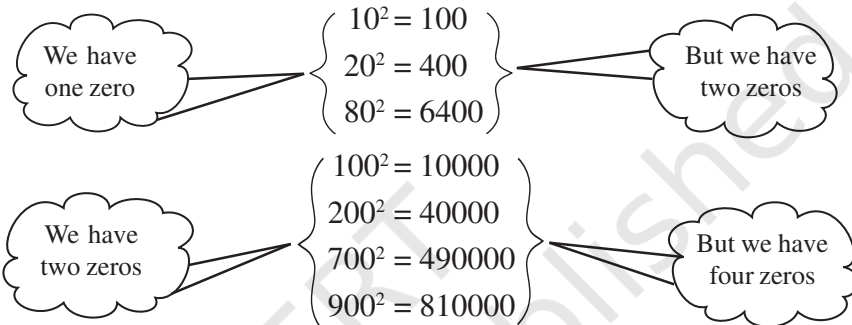 We have
one zero
10² = 100
20² = 400
80² = 6400
But we have
two zeros
We have
two zeros
100² = 10000
200² = 40000
700² = 490000
900² = 810000
But we have
four zeros